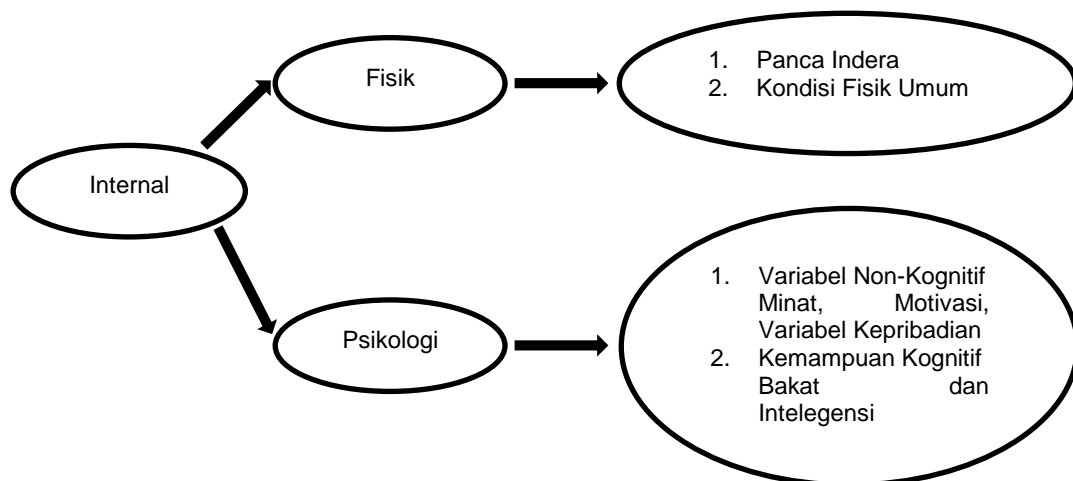 Fisik
1. Panca Indera
2. Kondisi Fisik Umum
Internal
Psikologi
1. Variabel Non-Kognitif
Minat, Motivasi,
Variabel Kepribadian
2. Kemampuan Kognitif
Bakat dan
Intelegensi